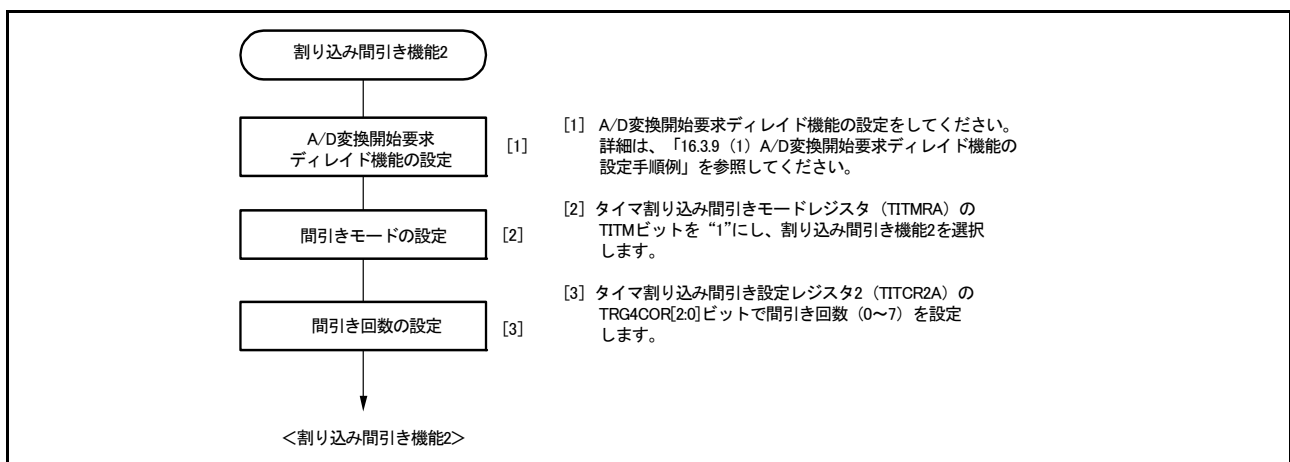 割り込み間引き機能2
A/D変換開始要求
ディレイド機能の設定
[1]
[1] A/D変換開始要求ディレイド機能の設定をしてください。
詳細は、「16.3.9（1）A/D変換開始要求ディレイド機能の
設定手順例」を参照してください。
間引きモードの設定
[2]
[2] タイマ割り込み間引きモードレジスタ（TITMRA）の
TITMビットを“1”にし、割り込み間引き機能2を選択
します。
間引き回数の設定
[3]
[3] タイマ割り込み間引き設定レジスタ2（TITCR2A）の
TRG4COR[2:0]ビットで間引き回数（0～7）を設定
します。
＜割り込み間引き機能2＞